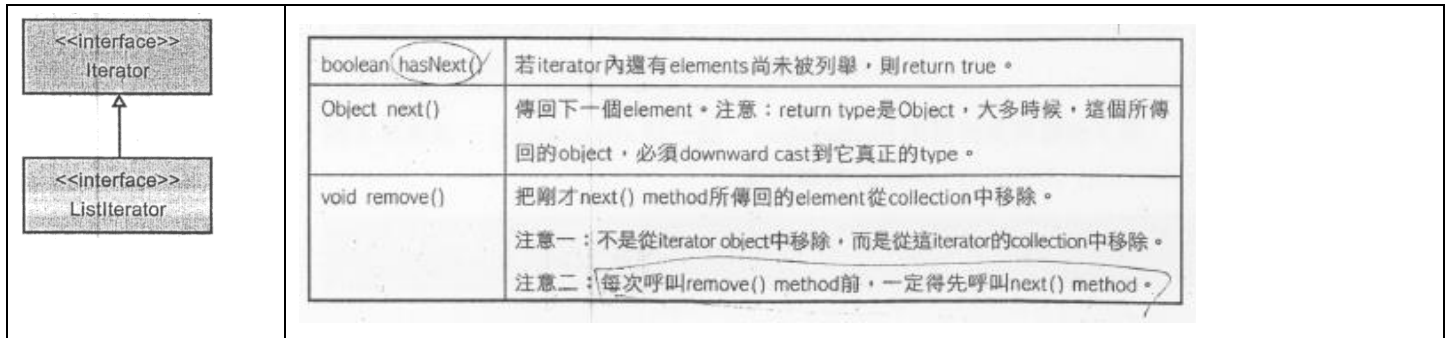 <<interface>>
Iterator
<<interface>>
ListIterator
boolean hasNext()
若iterator內還有elements尚未被列舉，則return true。
Object next()
傳回下一個element。注意：return type是Object，大多時候，這個所傳
回的object，必須downward cast到它真正的type。
void remove()
把剛才next() method所傳回的element從collection中移除。
注意一：不是從iterator object中移除，而是從這iterator的collection中移除。
注意二：每次呼叫remove() method前，一定得先呼叫next() method。